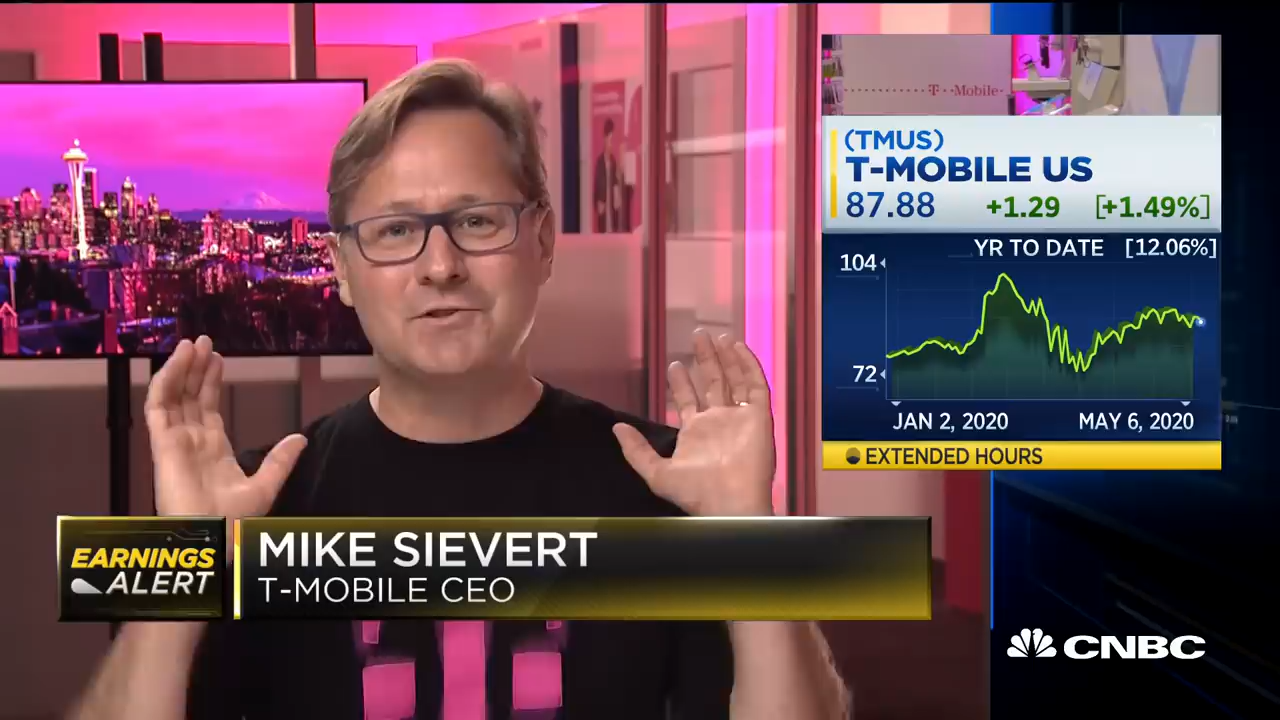 T··Mobile·
(TMUS)
T-MOBILE US
87.88 +1.29 [+1.49%]
YR TO DATE [12.06%]
104
72
JAN 2, 2020 MAY 6, 2020
EXTENDED HOURS
EARNINGS
ALERT
MIKE SIEVERT
T-MOBILE CEO
CNBC